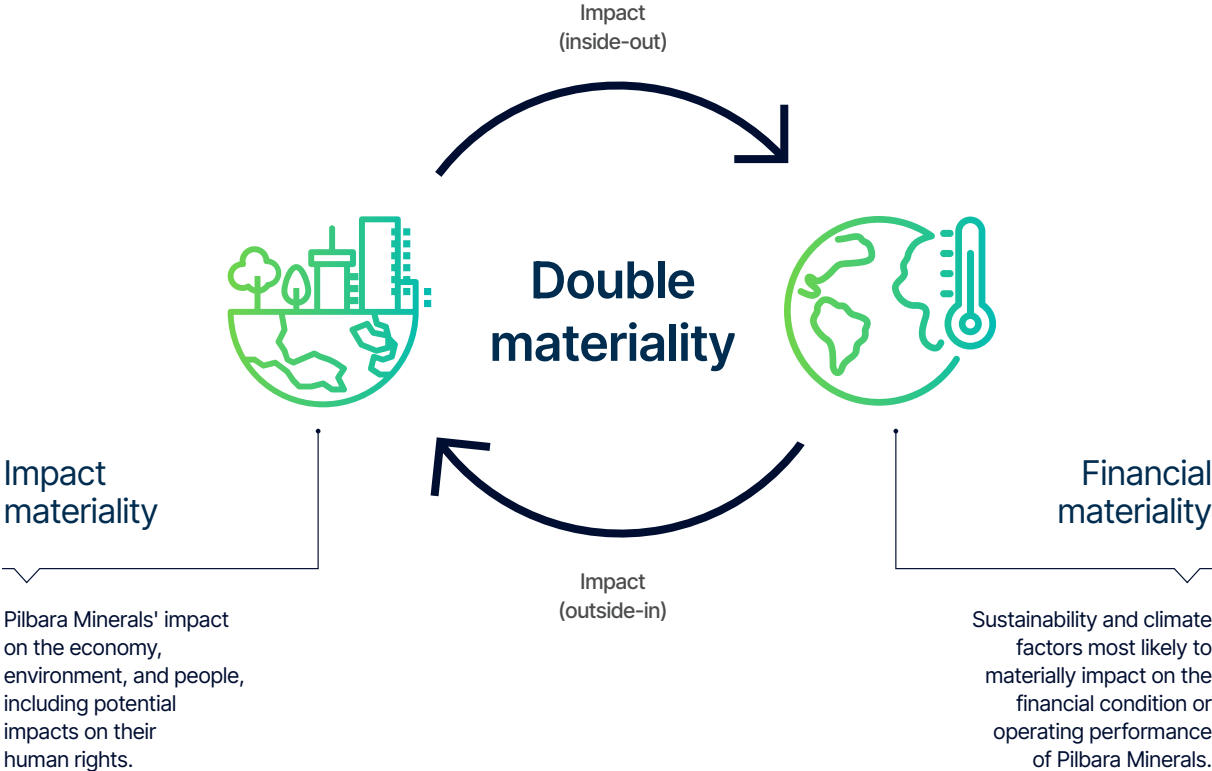 Impact
(inside-out)
Double
materiality
Impact
materiality
Financial
materiality
Impact
(outside-in)
Pilbara Minerals' impact
on the economy,
environment, and people,
including potential
impacts on their
human rights.
Sustainability and climate
factors most likely to
materially impact on the
financial condition or
operating performance
of Pilbara Minerals.